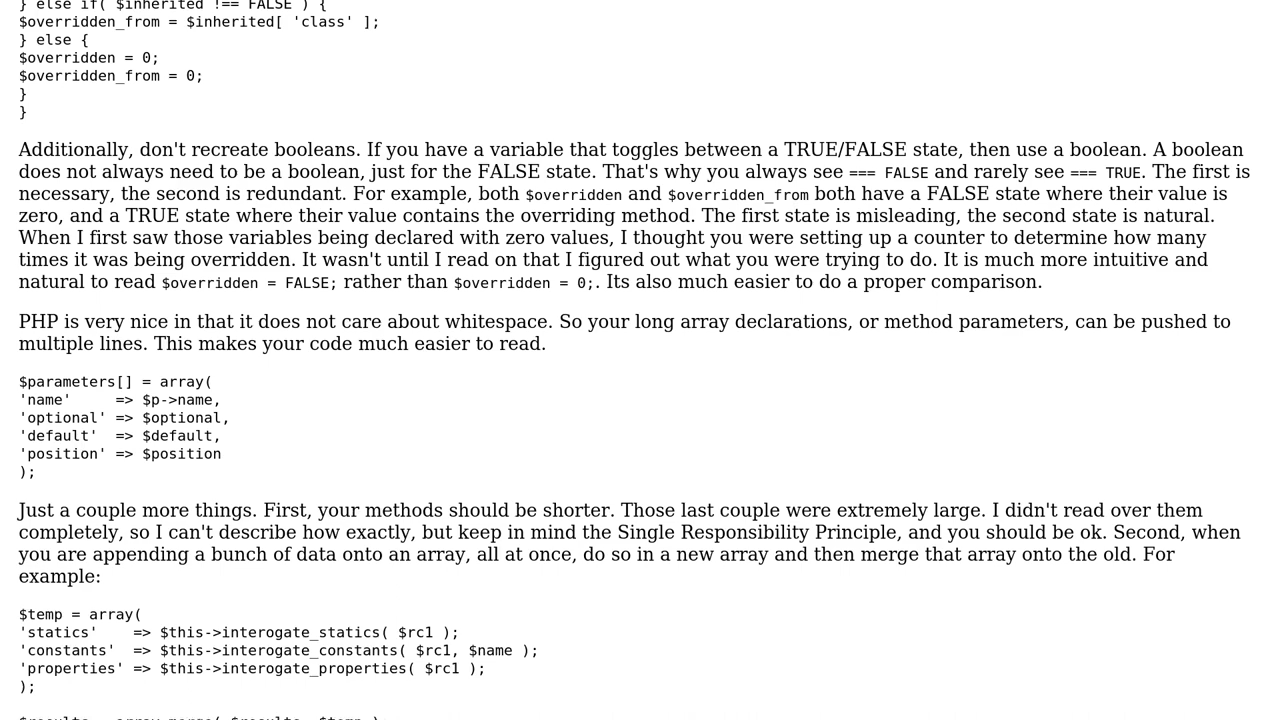 } else if( $inherited !== FALSE ) {
$overridden_from = $inherited[ 'class' ];
} else {
$overridden = 0;
$overridden_from = 0;
}
}
Additionally, don't recreate booleans. If you have a variable that toggles between a TRUE/FALSE state, then use a boolean. A boolean
does not always need to be a boolean, just for the FALSE state. That's why you always see === FALSE and rarely see === TRUE. The first is
necessary, the second is redundant. For example, both $overridden and $overridden_from both have a FALSE state where their value is
zero, and a TRUE state where their value contains the overriding method. The first state is misleading, the second state is natural.
When I first saw those variables being declared with zero values, I thought you were setting up a counter to determine how many
times it was being overridden. It wasn't until I read on that I figured out what you were trying to do. It is much more intuitive and
natural to read $overridden = FALSE; rather than $overridden = 0;. Its also much easier to do a proper comparison.
PHP is very nice in that it does not care about whitespace. So your long array declarations, or method parameters, can be pushed to
multiple lines. This makes your code much easier to read.
$parameters[] = array(
'name'     => $p->name,
'optional' => $optional,
'default'  => $default,
'position' => $position
);
Just a couple more things. First, your methods should be shorter. Those last couple were extremely large. I didn't read over them
completely, so I can't describe how exactly, but keep in mind the Single Responsibility Principle, and you should be ok. Second, when
you are appending a bunch of data onto an array, all at once, do so in a new array and then merge that array onto the old. For
example:
$temp = array(
'statics'    => $this->interogate_statics( $rc1 );
'constants'  => $this->interogate_constants( $rc1, $name );
'properties' => $this->interogate_properties( $rc1 );
);